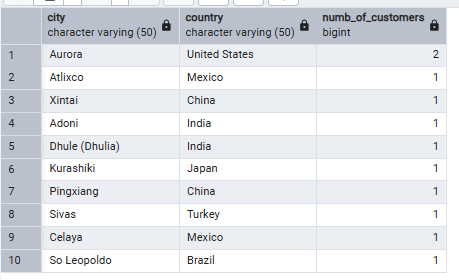 city country numb_of_customers
character varying (50) character varying (50) bigint
1 Aurora United States 2
2 Atlixco Mexico 1
3 Xintai China 1
4 Adoni India 1
5 Dhule (Dhulia) India 1
6 Kurashiki Japan 1
7 Pingxiang China 1
8 Sivas Turkey 1
9 Celaya Mexico 1
10 So Leopoldo Brazil 1